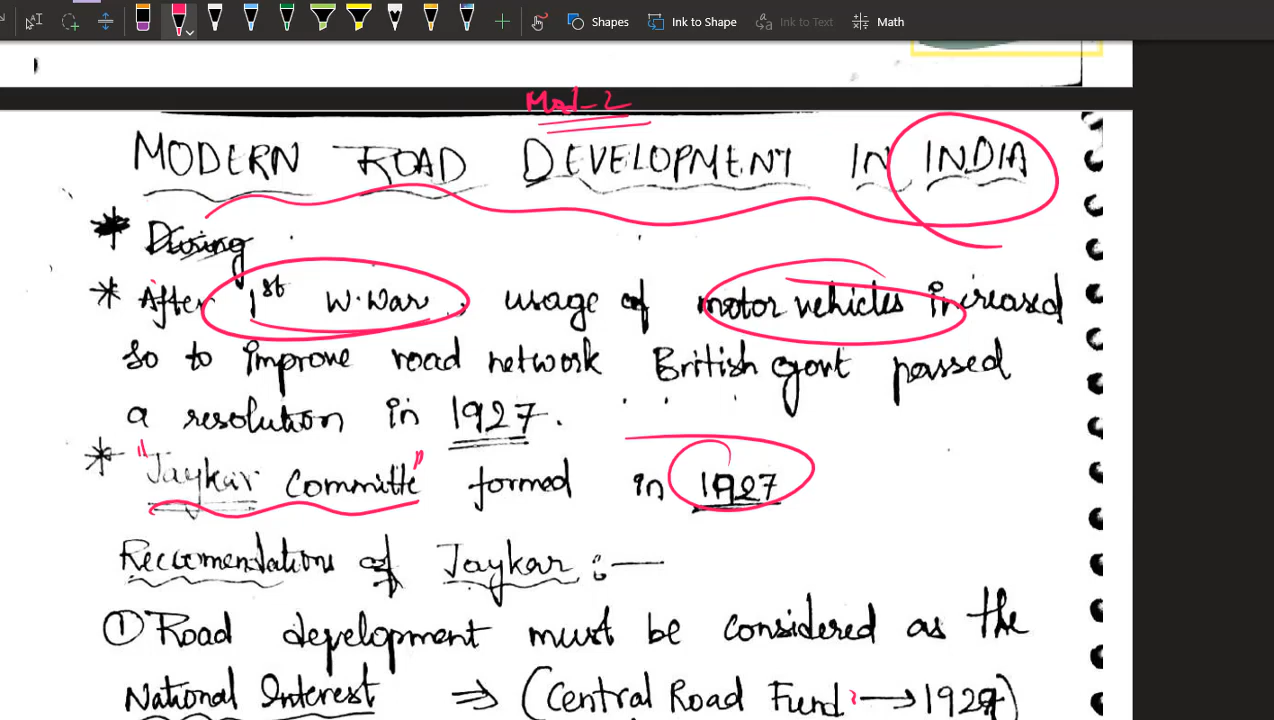 Shapes Ink to Shape Ink to Text Math
Mod-2
MODERN ROAD DEVELOPMENT IN INDIA
* During
* After 1st W.War, usage of motor vehicles increased
so to improve road network British govt passed
a resolution in 1927.
* "Jaykar Committe" formed in 1927
Reccomendations of Jaykar :—
① Road development must be considered as the
National Interest ⇒ (Central Road Fund → 1929)